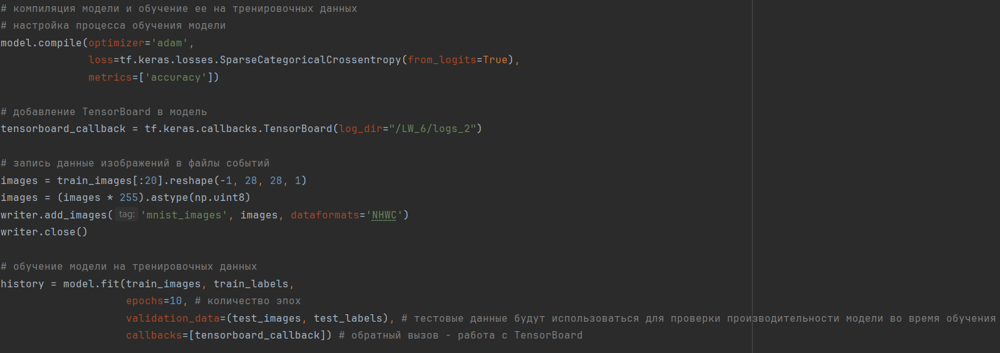 # компиляция модели и обучение ее на тренировочных данных
# настройка процесса обучения модели
model.compile(optimizer='adam',
              loss=tf.keras.losses.SparseCategoricalCrossentropy(from_logits=True),
              metrics=['accuracy'])
# добавление TensorBoard в модель
tensorboard_callback = tf.keras.callbacks.TensorBoard(log_dir="/LW_6/logs_2")
# запись данные изображений в файлы событий
images = train_images[:20].reshape(-1, 28, 28, 1)
images = (images * 255).astype(np.uint8)
writer.add_images( tag: 'mnist_images', images, dataformats='NHWC')
writer.close()
# обучение модели на тренировочных данных
history = model.fit(train_images, train_labels,
                    epochs=10, # количество эпох
                    validation_data=(test_images, test_labels), # тестовые данные будут использоваться для проверки производительности модели во время обучения
                    callbacks=[tensorboard_callback]) # обратный вызов - работа с TensorBoard